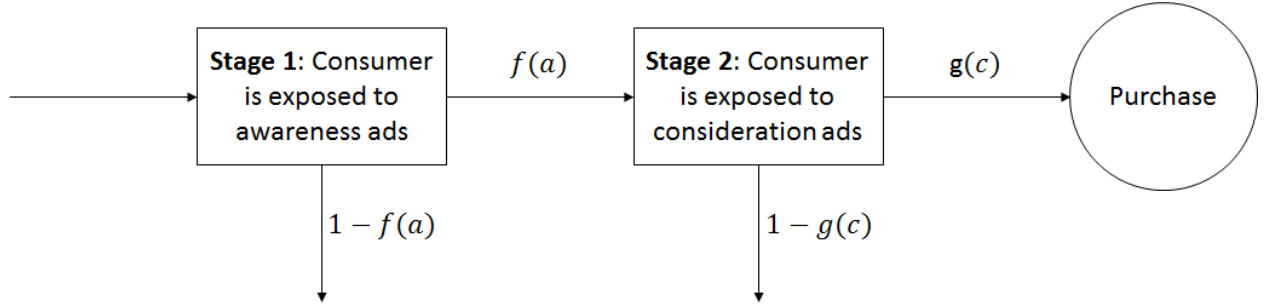 Stage 1: Consumer
is exposed to
awareness ads
f(a)
Stage 2: Consumer
is exposed to
consideration ads
g(c)
Purchase
1 − f(a)
1 − g(c)